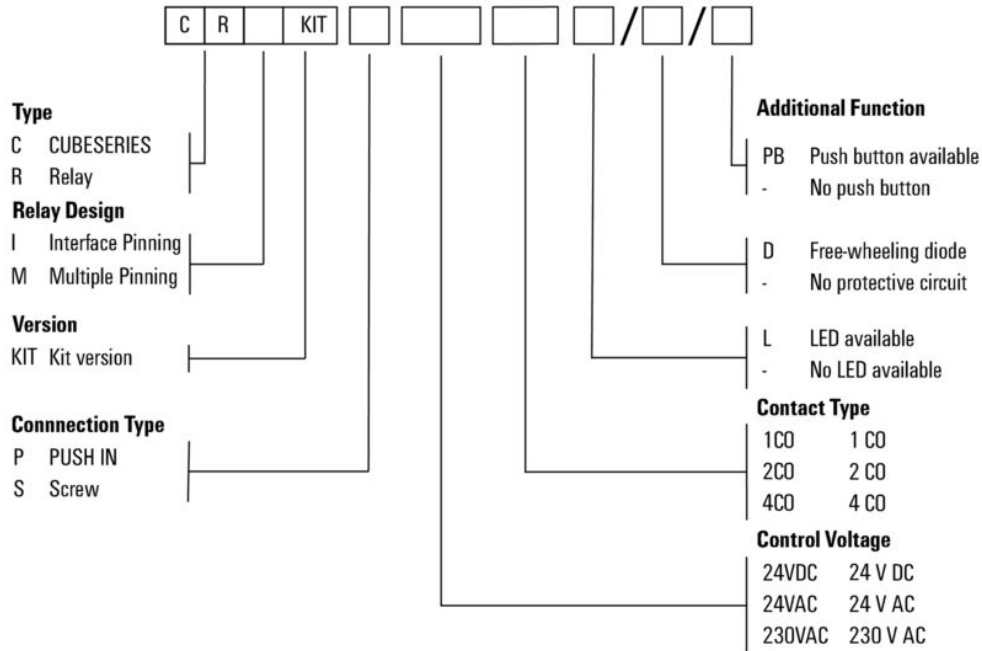 C R KIT / /
Type
C CUBESERIES
R Relay
Relay Design
I Interface Pinning
M Multiple Pinning
Version
KIT Kit version
Connnection Type
P PUSH IN
S Screw
Additional Function
PB Push button available
- No push button
D Free-wheeling diode
- No protective circuit
L LED available
- No LED available
Contact Type
1CO 1 CO
2CO 2 CO
4CO 4 CO
Control Voltage
24VDC 24 V DC
24VAC 24 V AC
230VAC 230 V AC